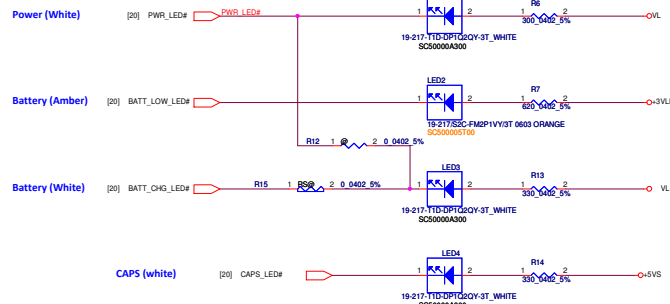 R6
Power (White) [20] PWR_LED# PWR_LED# 1 2 1 2 VL
300_0402_5%
19-217-T1D-DP1Q2QY-3T_WHITE
SC50000A300
LED2 R7
Battery (Amber) [20] BATT_LOW_LED# 1 2 1 2
620_0402_5%
19-217/S2C-FM2P1VY/3T 0603 ORANGE
SC500005T00
R12 1 @ 2 0_0402_5%
LED3 R13
Battery (White) [20] BATT_CHG_LED# R15 1 RS@ 2 0_0402_5% 1 2 1 2 VL
330_0402_5%
19-217-T1D-DP1Q2QY-3T_WHITE
SC50000A300
LED4 R14
CAPS (white) [20] CAPS_LED# 1 2 1 2 +5VS
330_0402_5%
19-217-T1D-DP1Q2QY-3T_WHITE